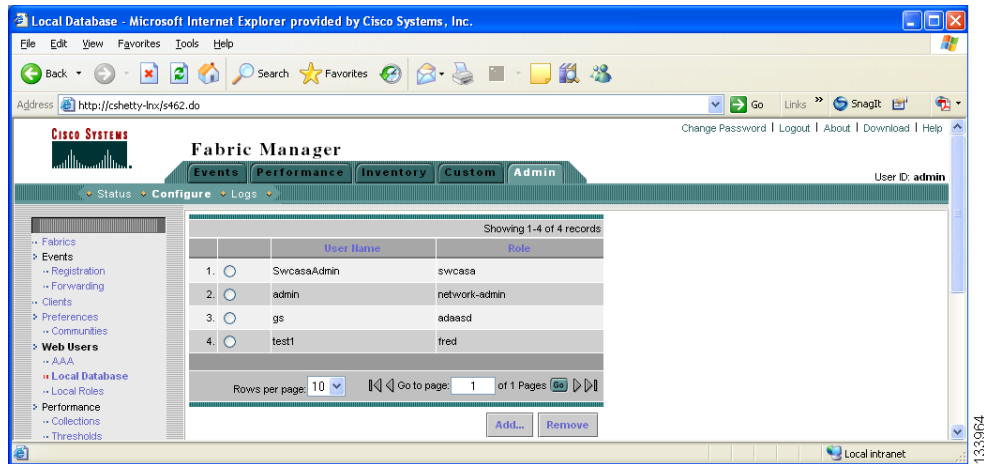 Local Database - Microsoft Internet Explorer provided by Cisco Systems, Inc.
File Edit View Favorites Tools Help
Back Search Favorites
Address http://cshetty-lnx/s462.do Go Links » SnagIt
Change Password | Logout | About | Download | Help
CISCO SYSTEMS
Fabric Manager
Events Performance Inventory Custom Admin
User ID: admin
Status Configure Logs
Showing 1-4 of 4 records
User Name Role
1. SwcasaAdmin swcasa
2. admin network-admin
3. gs adaasd
4. test1 fred
Rows per page: 10 Go to page: 1 of 1 Pages Go
Add... Remove
Fabrics
Events
Registration
Forwarding
Clients
Preferences
Communities
Web Users
AAA
Local Database
Local Roles
Performance
Collections
Thresholds
Local intranet
133964